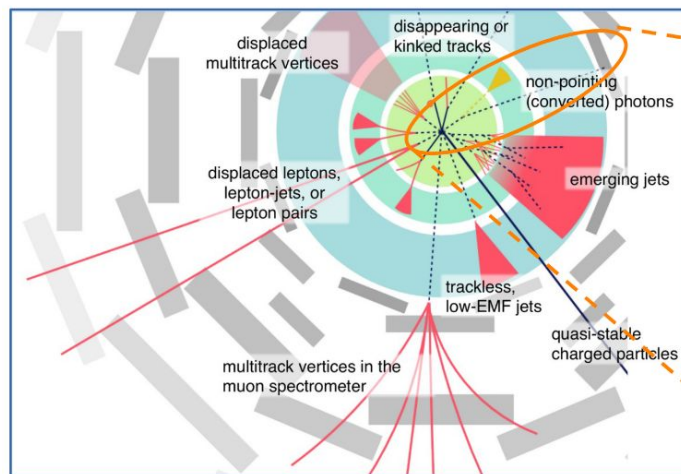 disappearing or
kinked tracks
displaced
multitrack vertices
non-pointing
(converted) photons
displaced leptons,
lepton-jets, or
lepton pairs
emerging jets
trackless,
low-EMF jets
quasi-stable
charged particles
multitrack vertices in the
muon spectrometer